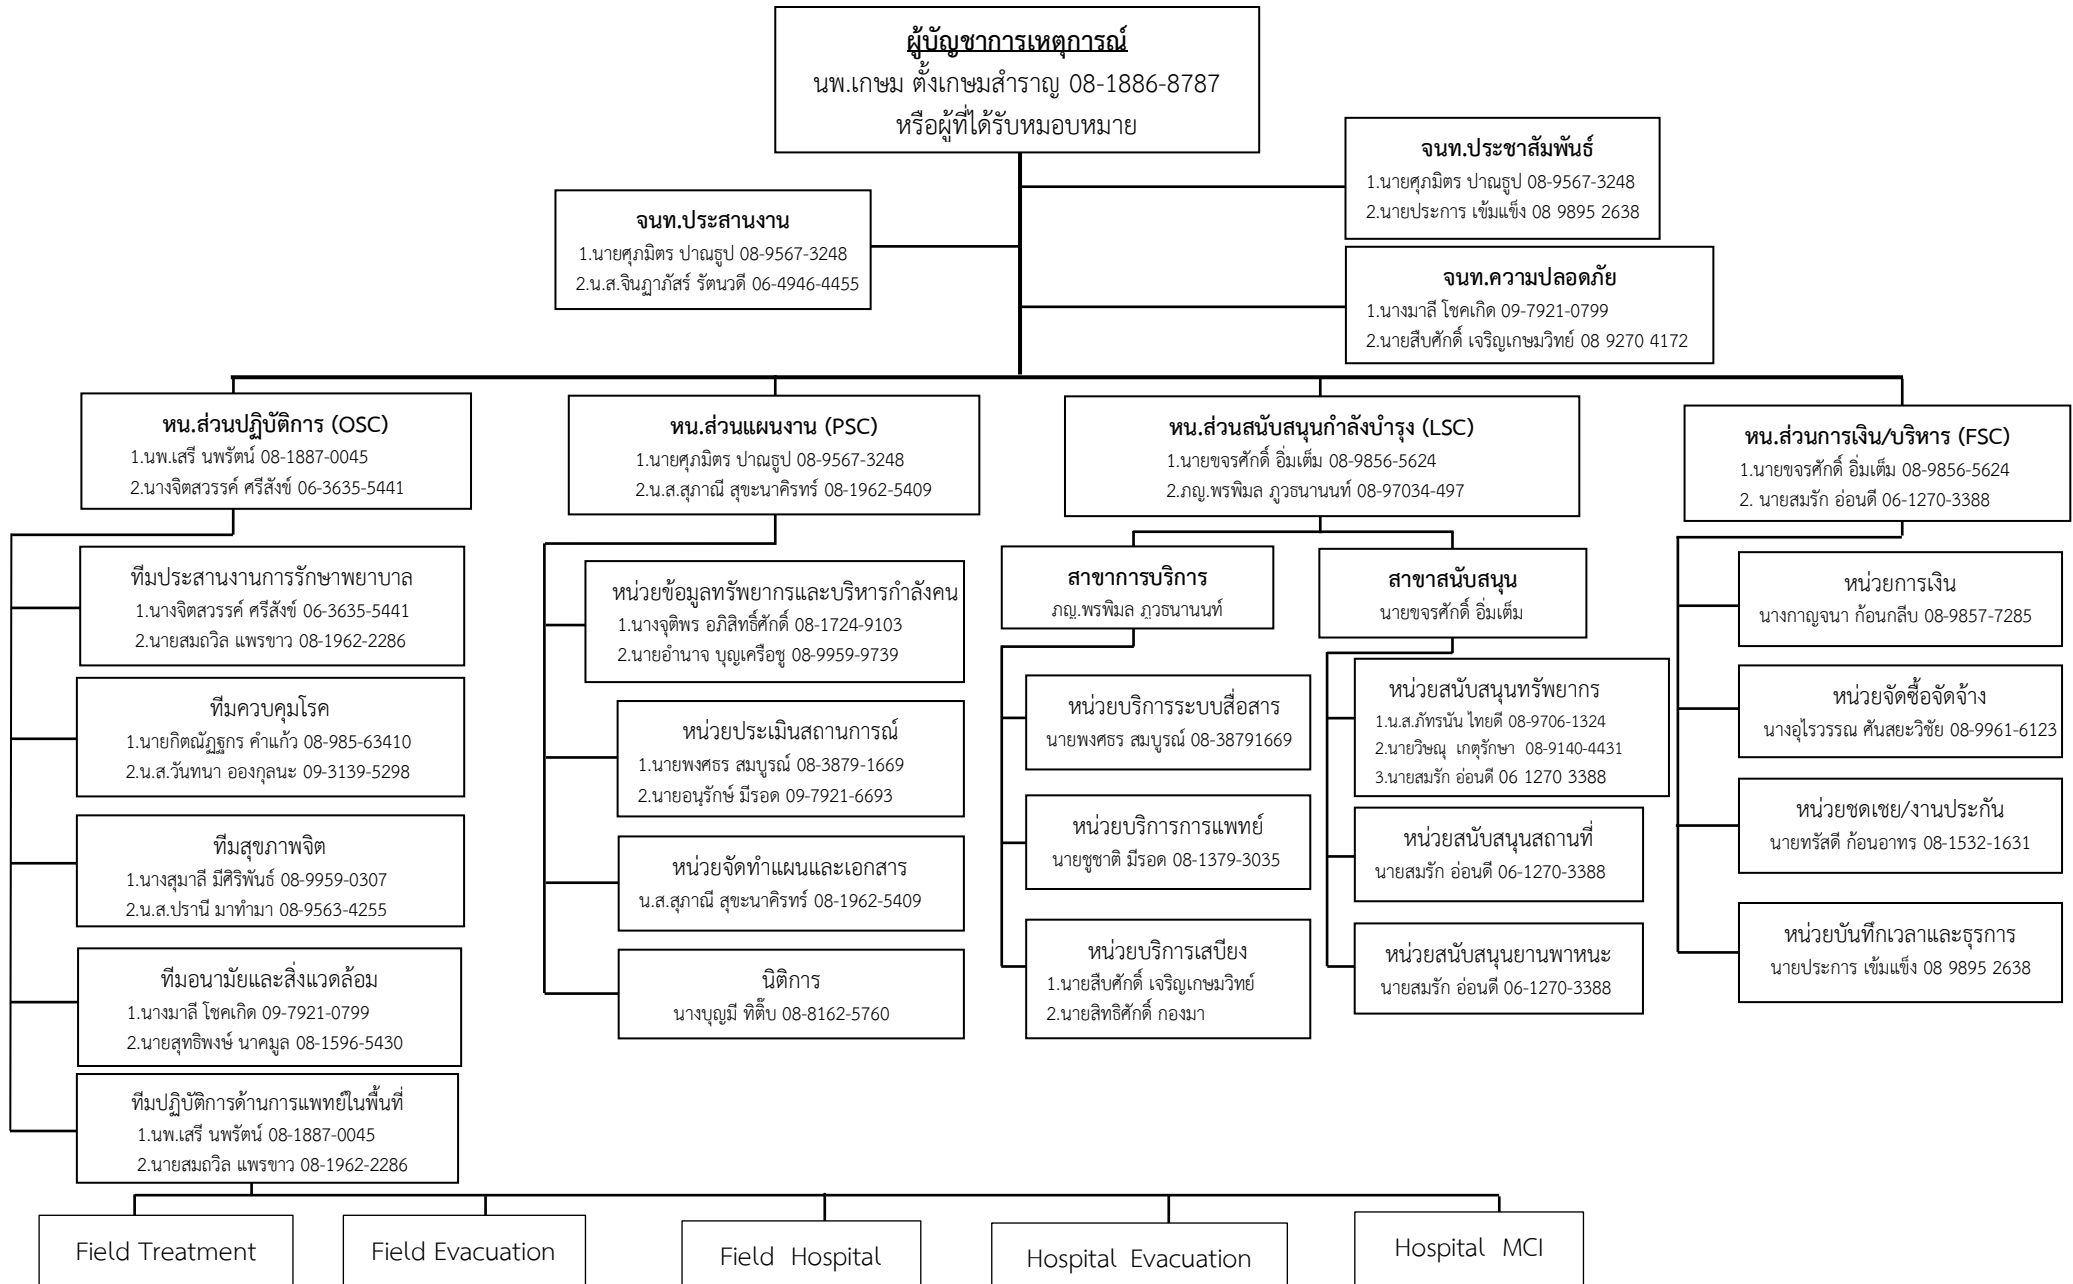 ผู้บัญชาการเหตุการณ์
นพ.เกษม ตั้งเกษมสำราญ 08-1886-8787
หรือผู้ที่ได้รับหมอบหมาย
จนท.ประชาสัมพันธ์
1.นายศุภมิตร ปาณธูป 08-9567-3248
2.นายประการ เข้มแข็ง 08 9895 2638
จนท.ประสานงาน
1.นายศุภมิตร ปาณธูป 08-9567-3248
2.น.ส.จินฏาภัสร์ รัตนวดี 06-4946-4455
จนท.ความปลอดภัย
1.นางมาลี โชคเกิด 09-7921-0799
2.นายสืบศักดิ์ เจริญเกษมวิทย์ 08 9270 4172
หน.ส่วนปฏิบัติการ (OSC)
1.นพ.เสรี นพรัตน์ 08-1887-0045
2.นางจิตสวรรค์ ศรีสังข์ 06-3635-5441
ทีมประสานงานการรักษาพยาบาล
1.นางจิตสวรรค์ ศรีสังข์ 06-3635-5441
2.นายสมถวิล แพรขาว 08-1962-2286
ทีมควบคุมโรค
1.นายกิตณัฏฐกร คำแก้ว 08-985-63410
2.น.ส.วันทนา อองกุลนะ 09-3139-5298
ทีมสุขภาพจิต
1.นางสุมาลี มีศิริพันธ์ 08-9959-0307
2.น.ส.ปรานี มาทำมา 08-9563-4255
ทีมอนามัยและสิ่งแวดล้อม
1.นางมาลี โชคเกิด 09-7921-0799
2.นายสุทธิพงษ์ นาคมูล 08-1596-5430
ทีมปฏิบัติการด้านการแพทย์ในพื้นที่
1.นพ.เสรี นพรัตน์ 08-1887-0045
2.นายสมถวิล แพรขาว 08-1962-2286
หน.ส่วนแผนงาน (PSC)
1.นายศุภมิตร ปาณธูป 08-9567-3248
2.น.ส.สุภาณี สุขะนาคิรทร์ 08-1962-5409
หน่วยข้อมูลทรัพยากรและบริหารกำลังคน
1.นางจุติพร อภิสิทธิ์ศักดิ์ 08-1724-9103
2.นายอำนาจ บุญเครือชู 08-9959-9739
หน่วยประเมินสถานการณ์
1.นายพงศธร สมบูรณ์ 08-3879-1669
2.นายอนุรักษ์ มีรอด 09-7921-6693
หน่วยจัดทำแผนและเอกสาร
น.ส.สุภาณี สุขะนาคิรทร์ 08-1962-5409
นิติการ
นางบุญมี ทิติ๊บ 08-8162-5760
หน.ส่วนสนับสนุนกำลังบำรุง (LSC)
1.นายขจรศักดิ์ อิ่มเต็ม 08-9856-5624
2.ภญ.พรพิมล ภูวธนานนท์ 08-97034-497
สาขาการบริการ
ภญ.พรพิมล ภูวธนานนท์
หน่วยบริการระบบสื่อสาร
นายพงศธร สมบูรณ์ 08-38791669
หน่วยบริการการแพทย์
นายชูชาติ มีรอด 08-1379-3035
หน่วยบริการเสบียง
1.นายสืบศักดิ์ เจริญเกษมวิทย์
2.นายสิทธิศักดิ์ กองมา
สาขาสนับสนุน
นายขจรศักดิ์ อิ่มเต็ม
หน่วยสนับสนุนทรัพยากร
1.น.ส.ภัทรนัน ไทยดี 08-9706-1324
2.นายวิษณุ เกตุรักษา 08-9140-4431
3.นายสมรัก อ่อนดี 06 1270 3388
หน่วยสนับสนุนสถานที่
นายสมรัก อ่อนดี 06-1270-3388
หน่วยสนับสนุนยานพาหนะ
นายสมรัก อ่อนดี 06-1270-3388
หน.ส่วนการเงิน/บริหาร (FSC)
1.นายขจรศักดิ์ อิ่มเต็ม 08-9856-5624
2. นายสมรัก อ่อนดี 06-1270-3388
หน่วยการเงิน
นางกาญจนา ก้อนกลีบ 08-9857-7285
หน่วยจัดซื้อจัดจ้าง
นางอุไรวรรณ ศันสยะวิชัย 08-9961-6123
หน่วยชดเชย/งานประกัน
นายทรัสดี ก้อนอาทร 08-1532-1631
หน่วยบันทึกเวลาและธุรการ
นายประการ เข้มแข็ง 08 9895 2638
Field Treatment
Field Evacuation
Field Hospital
Hospital Evacuation
Hospital MCI